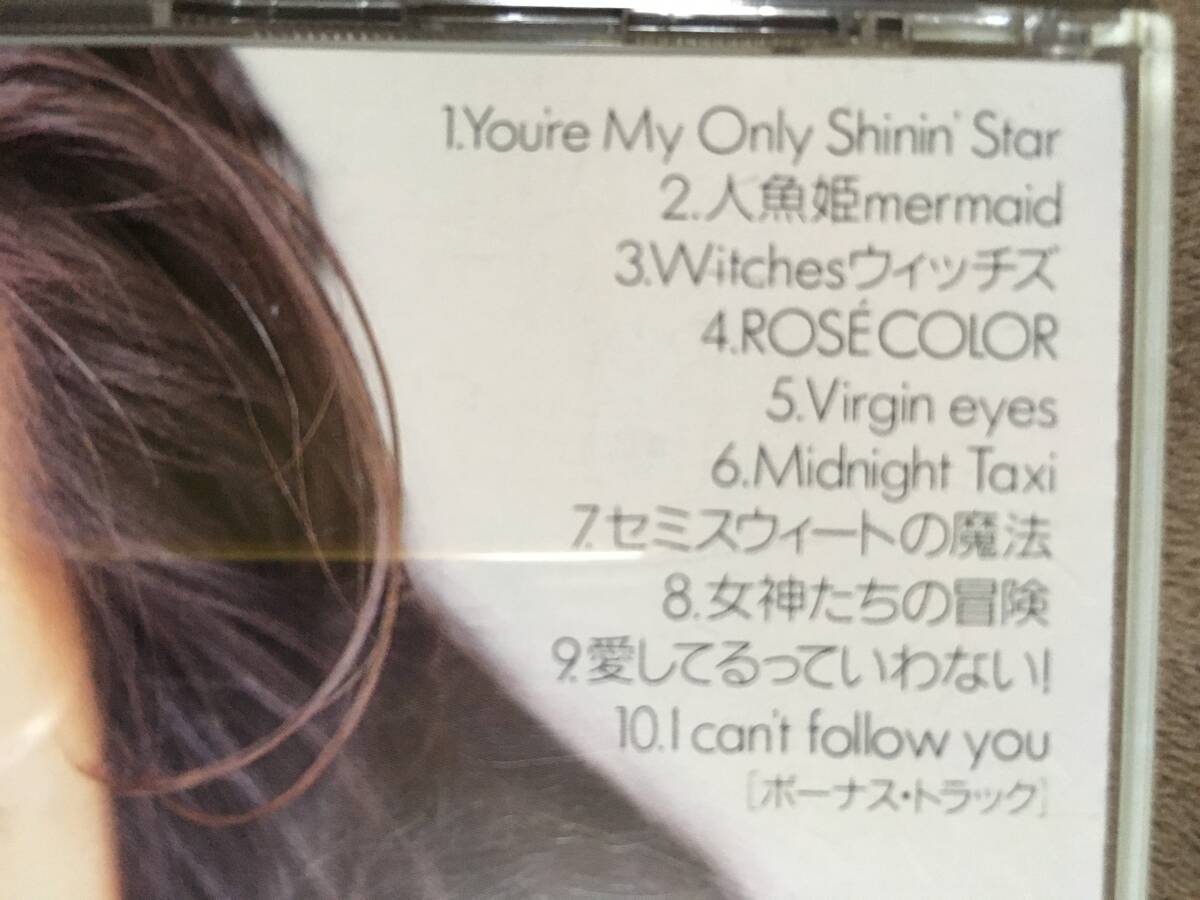 1.You're My Only Shinin' Star
2.人魚姫mermaid
3.Witchesウィッチズ
4.ROSÉCOLOR
5.Virgin eyes
6.Midnight Taxi
7.セミスウィートの魔法
8.女神たちの冒険
9.愛してるっていわない!
10.I can't follow you
[ボーナス・トラック]